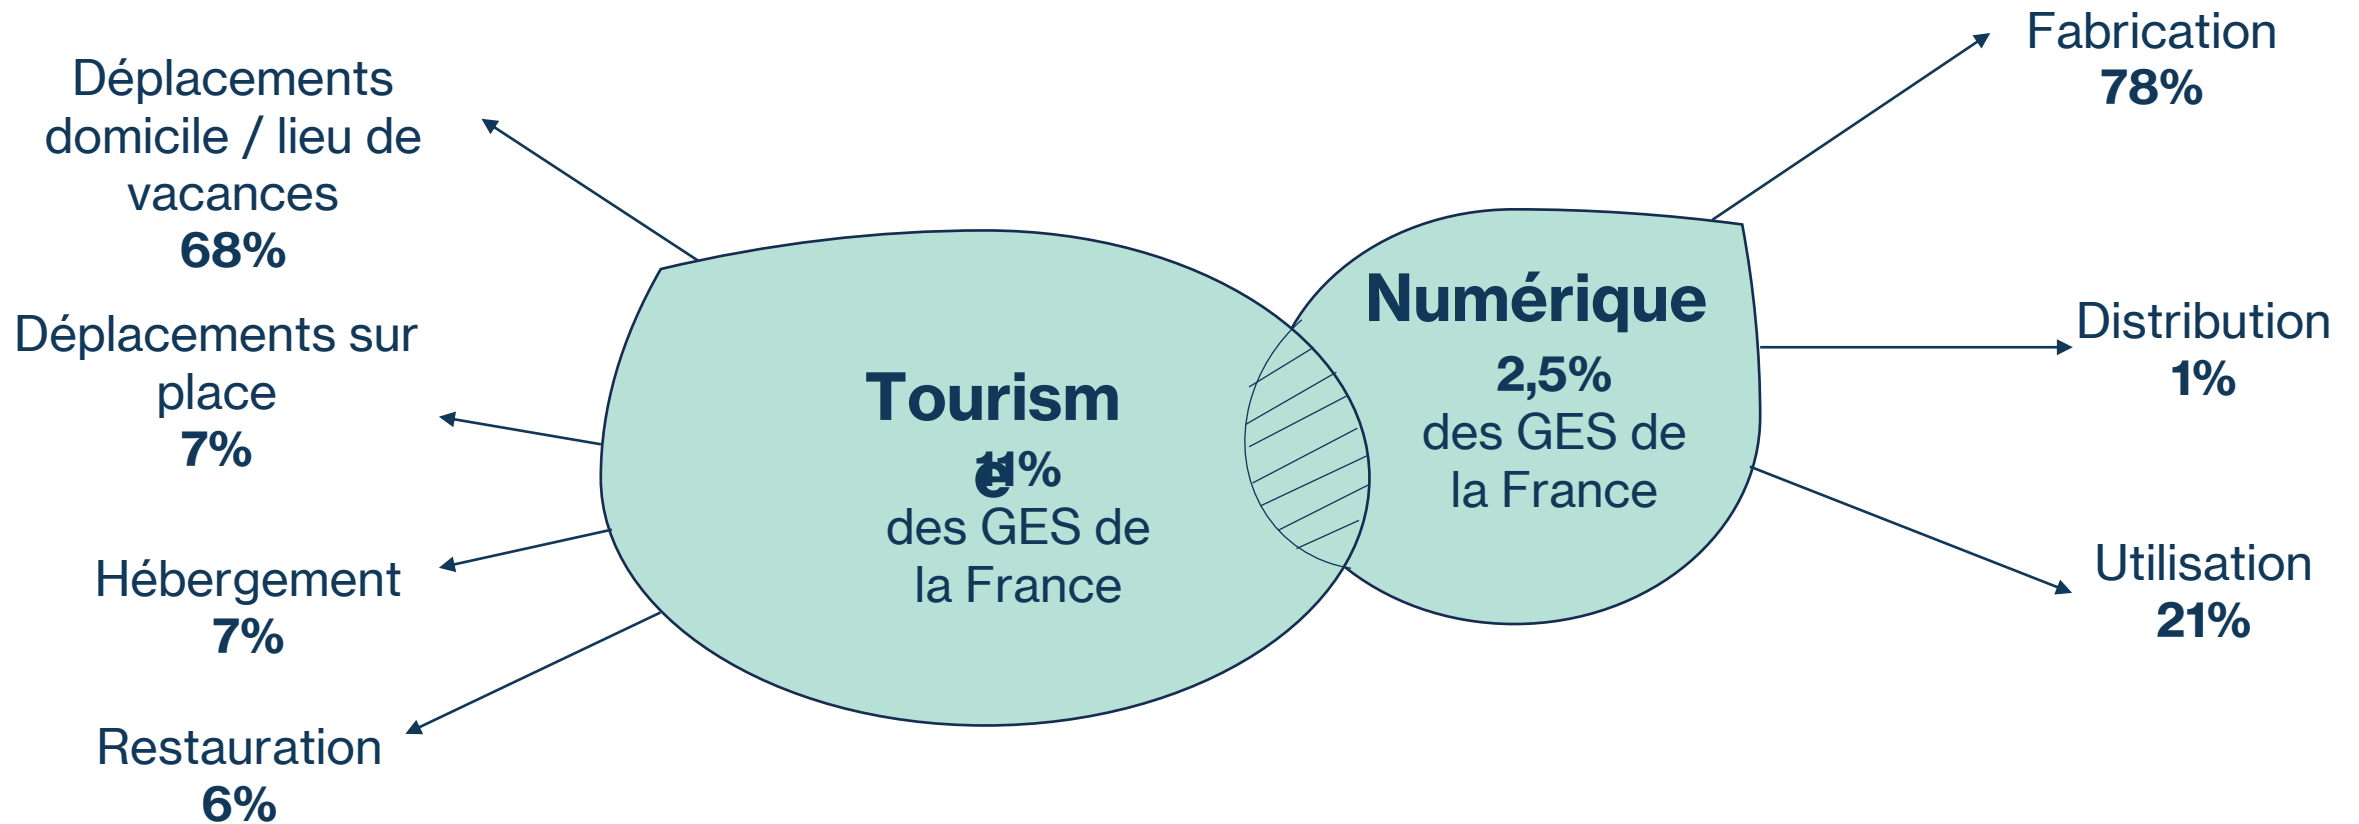 Déplacements
domicile / lieu de
vacances
68%
Déplacements sur
place
7%
Hébergement
7%
Restauration
6%
Tourism
e
11%
des GES de
la France
Numérique
2,5%
des GES de
la France
Fabrication
78%
Distribution
1%
Utilisation
21%